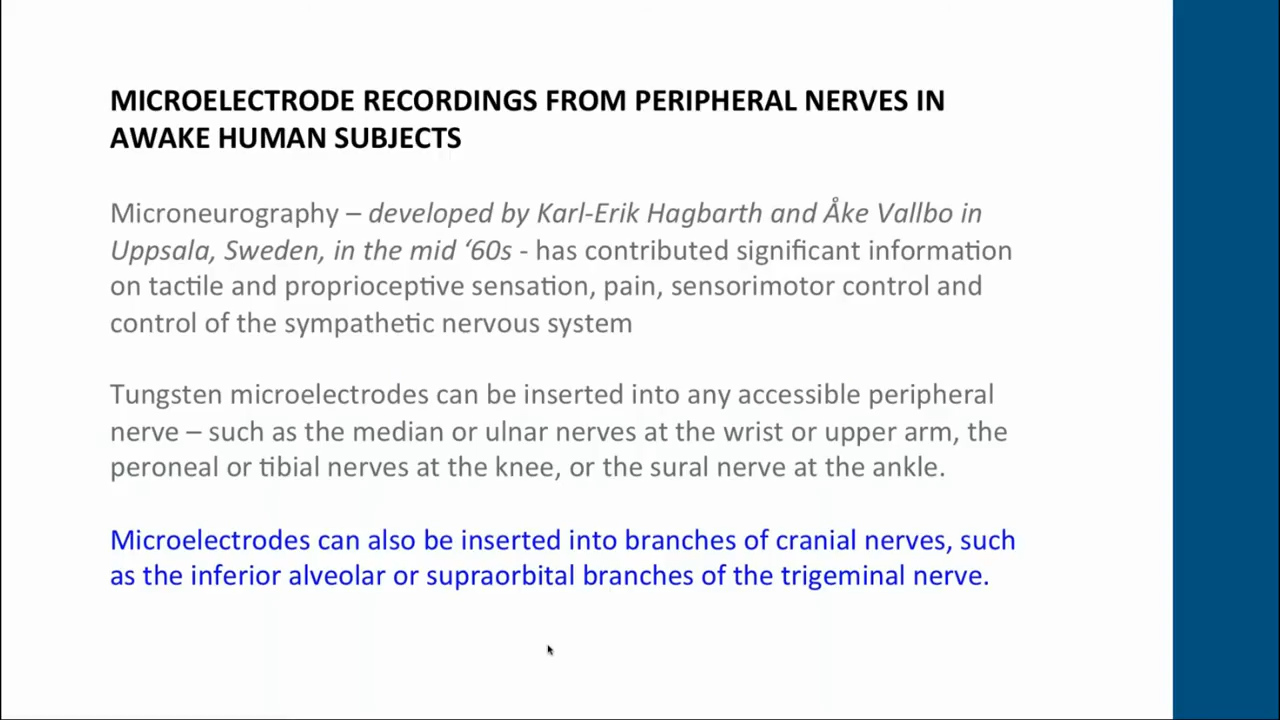 MICROELECTRODE RECORDINGS FROM PERIPHERAL NERVES IN
AWAKE HUMAN SUBJECTS
Microneurography – developed by Karl-Erik Hagbarth and Åke Vallbo in
Uppsala, Sweden, in the mid ‘60s - has contributed significant information
on tactile and proprioceptive sensation, pain, sensorimotor control and
control of the sympathetic nervous system
Tungsten microelectrodes can be inserted into any accessible peripheral
nerve – such as the median or ulnar nerves at the wrist or upper arm, the
peroneal or tibial nerves at the knee, or the sural nerve at the ankle.
Microelectrodes can also be inserted into branches of cranial nerves, such
as the inferior alveolar or supraorbital branches of the trigeminal nerve.